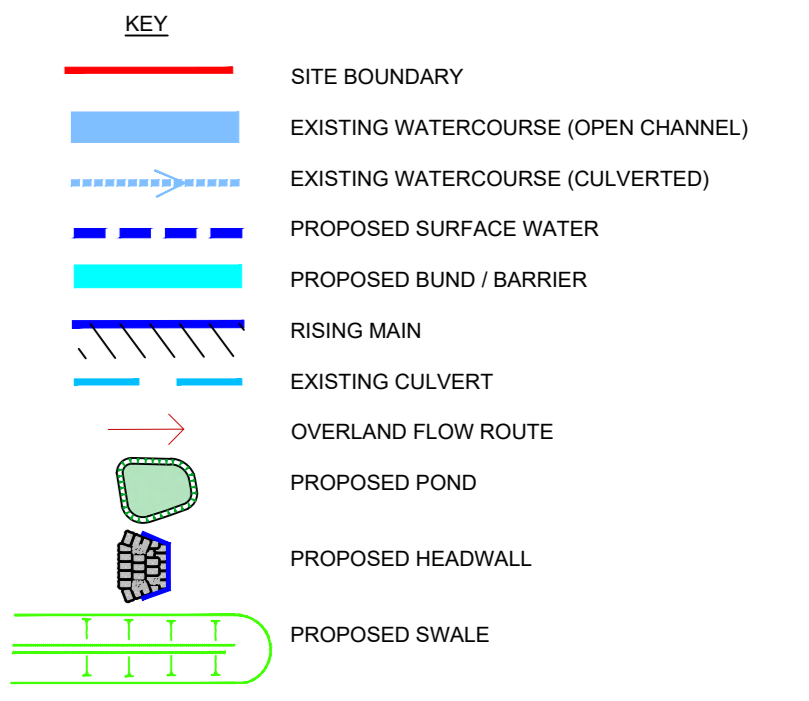 KEY
SITE BOUNDARY
EXISTING WATERCOURSE (OPEN CHANNEL)
EXISTING WATERCOURSE (CULVERTED)
PROPOSED SURFACE WATER
PROPOSED BUND / BARRIER
RISING MAIN
EXISTING CULVERT
OVERLAND FLOW ROUTE
PROPOSED POND
PROPOSED HEADWALL
PROPOSED SWALE